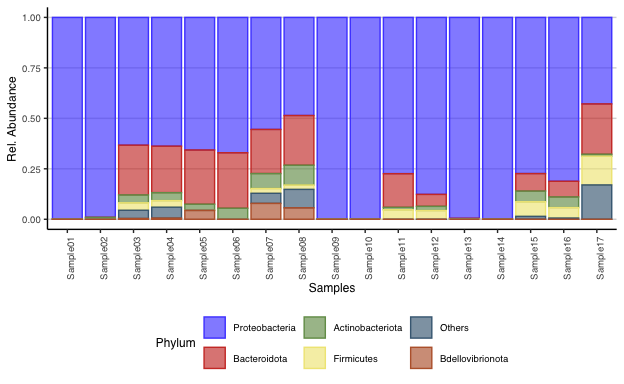 Rel. Abundance
1.00
0.75
0.50
0.25
0.00
Sample01
Sample02
Sample03
Sample04
Sample05
Sample06
Sample07
Sample08
Sample09
Sample10
Sample11
Sample12
Sample13
Sample14
Sample15
Sample16
Sample17
Samples
Phylum
Proteobacteria
Actinobacteriota
Others
Bacteroidota
Firmicutes
Bdellovibrionota